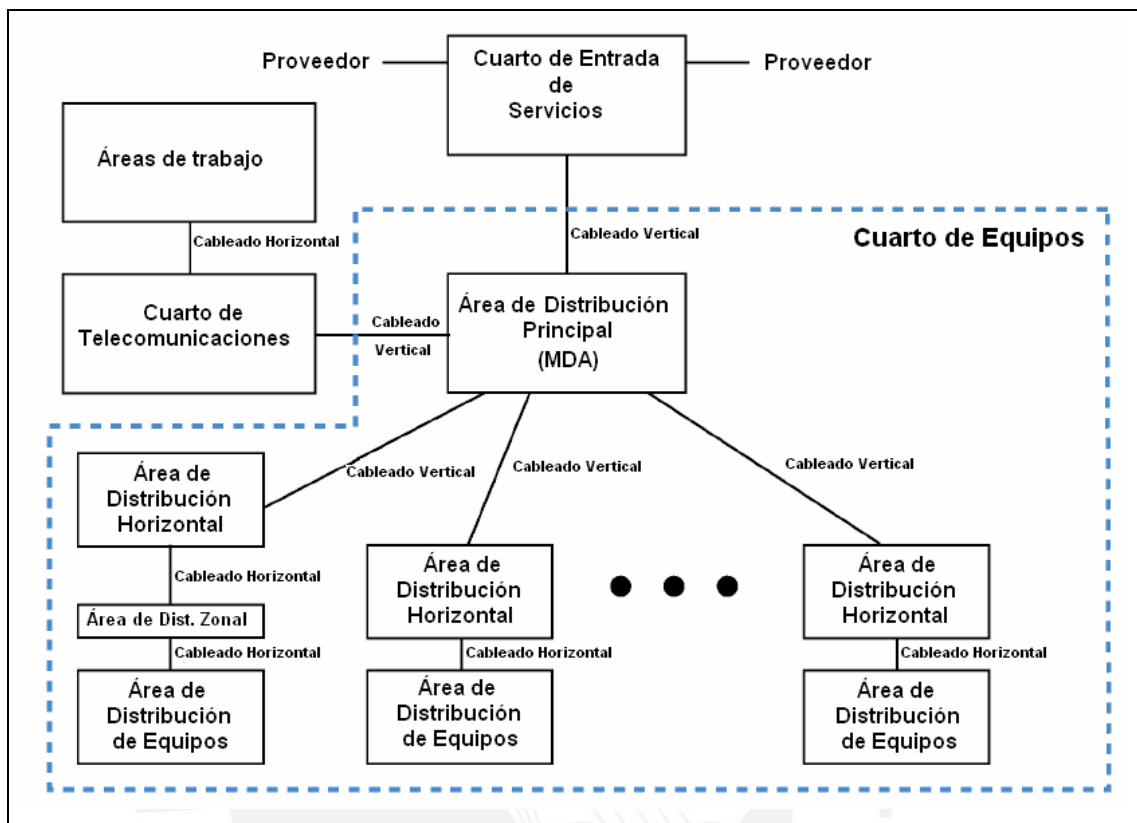 Proveedor
Cuarto de Entrada
de
Servicios
Proveedor
Áreas de trabajo
Cableado Horizontal
Cableado Vertical
Cuarto de Equipos
Cuarto de
Telecomunicaciones
Cableado
Vertical
Área de Distribución
Principal
(MDA)
Cableado Vertical
Cableado Vertical
Cableado Vertical
Área de
Distribución
Horizontal
Cableado Horizontal
Área de Dist. Zonal
Cableado Horizontal
Área de
Distribución
de Equipos
Área de
Distribución
Horizontal
Cableado Horizontal
Área de
Distribución
de Equipos
Área de
Distribución
Horizontal
Cableado Horizontal
Área de
Distribución
de Equipos